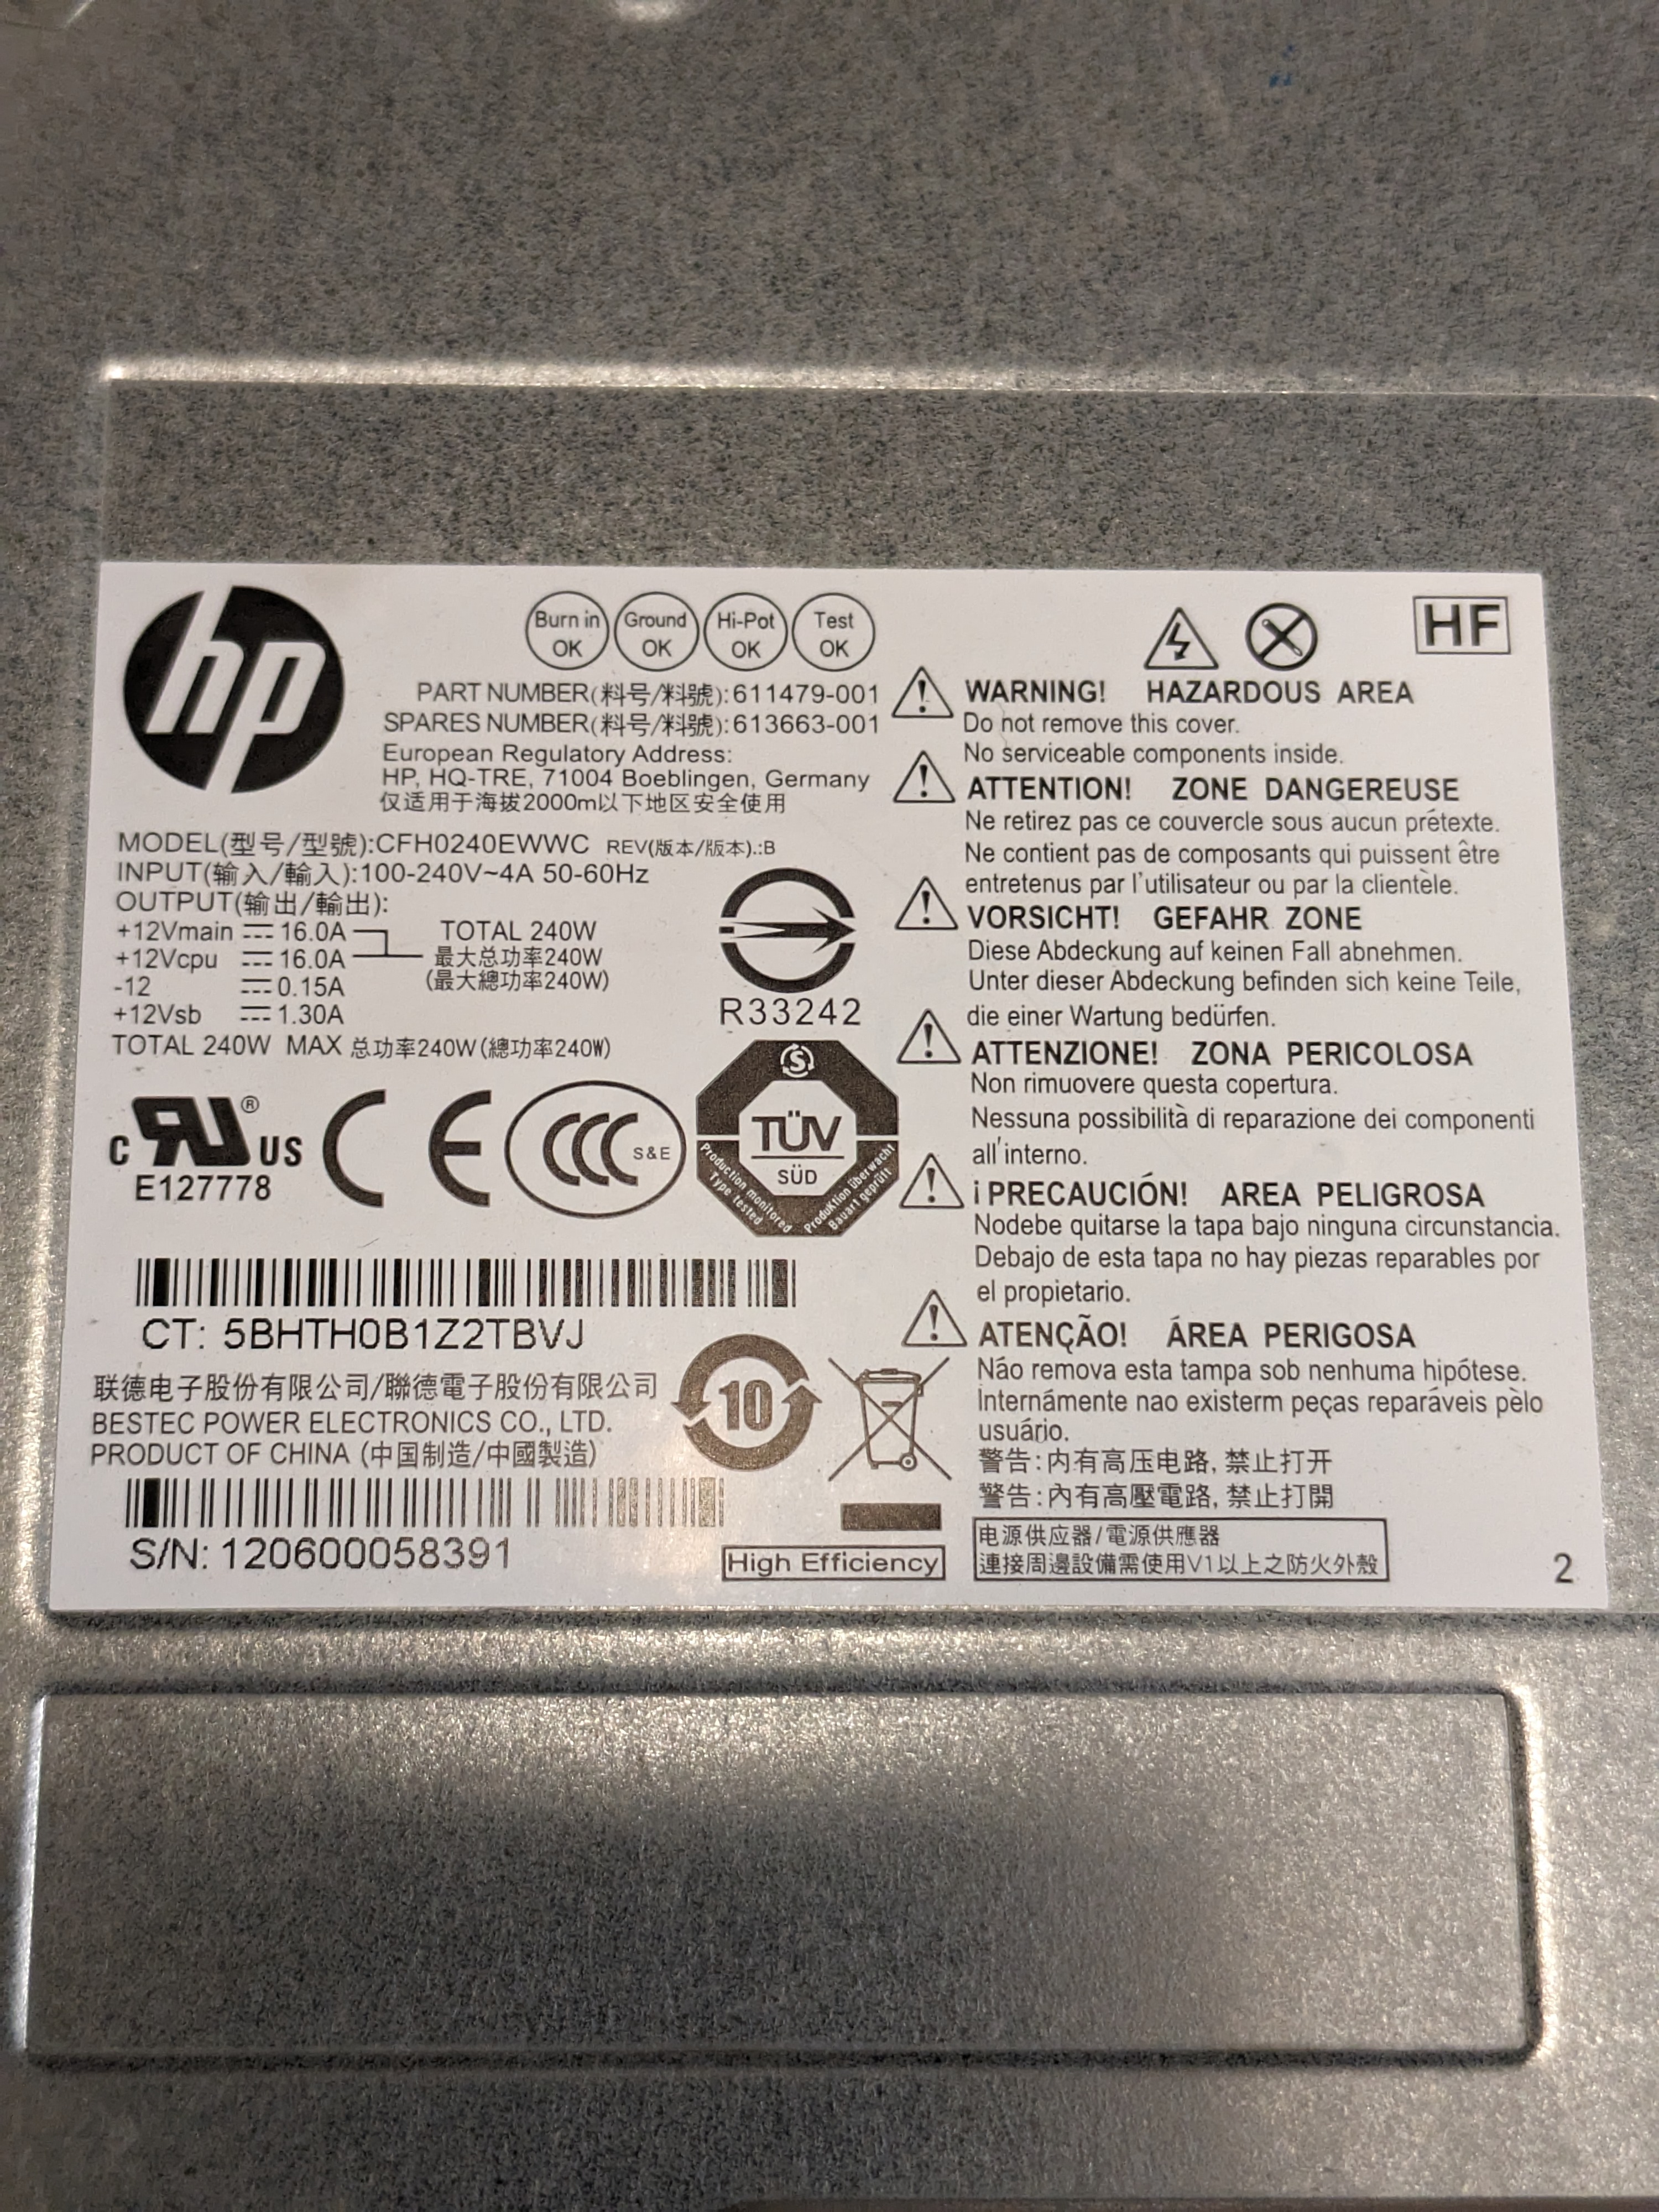 hp
Burn in OK
Ground OK
Hi-Pot OK
Test OK
HF
PART NUMBER(料号/料號):611479-001
SPARES NUMBER(料号/料號):613663-001
European Regulatory Address:
HP, HQ-TRE, 71004 Boeblingen, Germany
仅适用于海拔2000m以下地区安全使用
MODEL(型号/型號):CFH0240EWWC REV(版本/版本).:B
INPUT(输入/輸入):100-240V~4A 50-60Hz
OUTPUT(输出/輸出):
+12Vmain 16.0A TOTAL 240W
+12Vcpu 16.0A 最大总功率240W
-12 0.15A (最大總功率240W)
+12Vsb 1.30A
TOTAL 240W MAX 总功率240W(總功率240W)
R33242
C RU ® US
E127778
CE
CCC S&E
S
TÜV
SÜD
Production monitored
Type tested
Produktion überwacht
Bauart geprüft
CT: 5BHTH0B1Z2TBVJ
联德电子股份有限公司/聯德電子股份有限公司
BESTEC POWER ELECTRONICS CO., LTD.
PRODUCT OF CHINA (中国制造/中國製造)
10
S/N: 120600058391
High Efficiency
WARNING! HAZARDOUS AREA
Do not remove this cover.
No serviceable components inside.
ATTENTION! ZONE DANGEREUSE
Ne retirez pas ce couvercle sous aucun prétexte.
Ne contient pas de composants qui puissent être
entretenus par l'utilisateur ou par la clientèle.
VORSICHT! GEFAHR ZONE
Diese Abdeckung auf keinen Fall abnehmen.
Unter dieser Abdeckung befinden sich keine Teile,
die einer Wartung bedürfen.
ATTENZIONE! ZONA PERICOLOSA
Non rimuovere questa copertura.
Nessuna possibilità di reparazione dei componenti
all'interno.
¡PRECAUCIÓN! AREA PELIGROSA
Nodebe quitarse la tapa bajo ninguna circunstancia.
Debajo de esta tapa no hay piezas reparables por
el propietario.
ATENÇÃO! ÁREA PERIGOSA
Não remova esta tampa sob nenhuma hipótese.
Internámente nao existerm peças reparáveis pèlo
usuário.
警告:内有高压电路,禁止打开
警告:內有高壓電路,禁止打開
电源供应器/電源供應器
連接周邊設備需使用V1以上之防火外殼
2